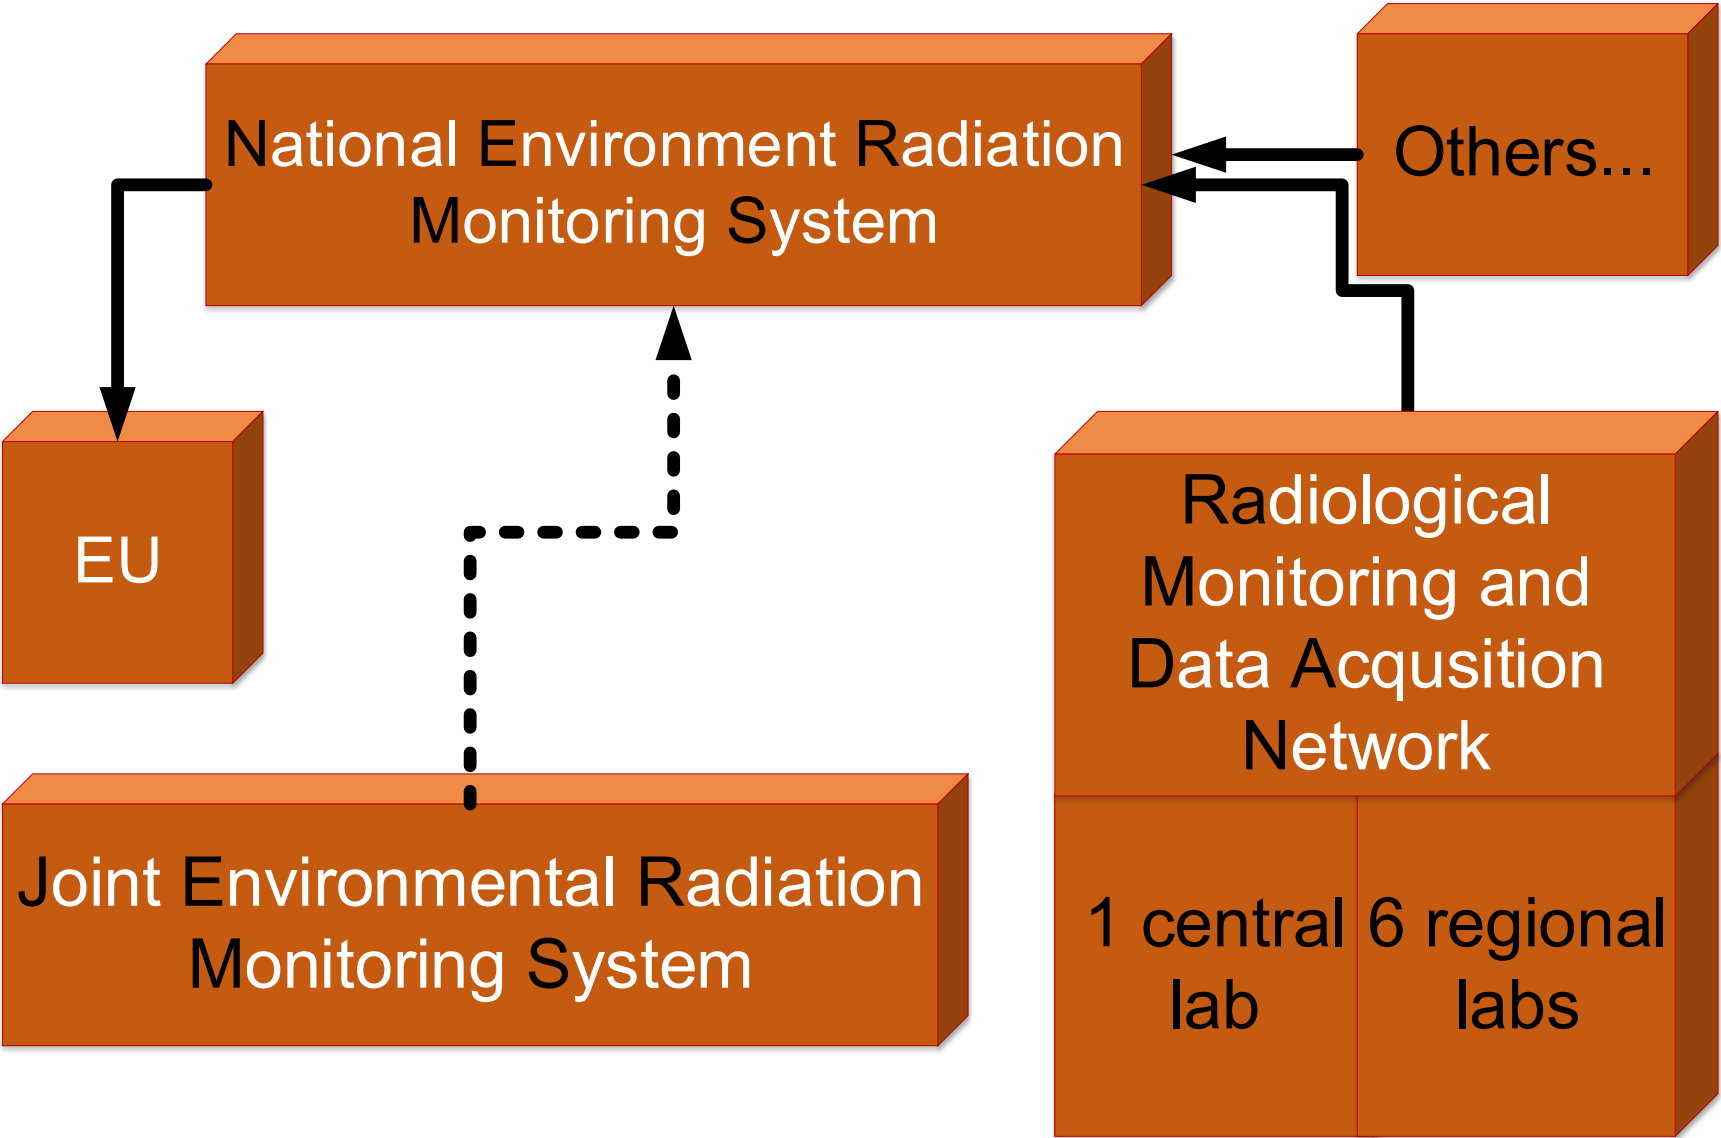 National Environment Radiation
Monitoring System
Others...
EU
Radiological
Monitoring and
Data Acqusition
Network
Joint Environmental Radiation
Monitoring System
1 central
lab
6 regional
labs